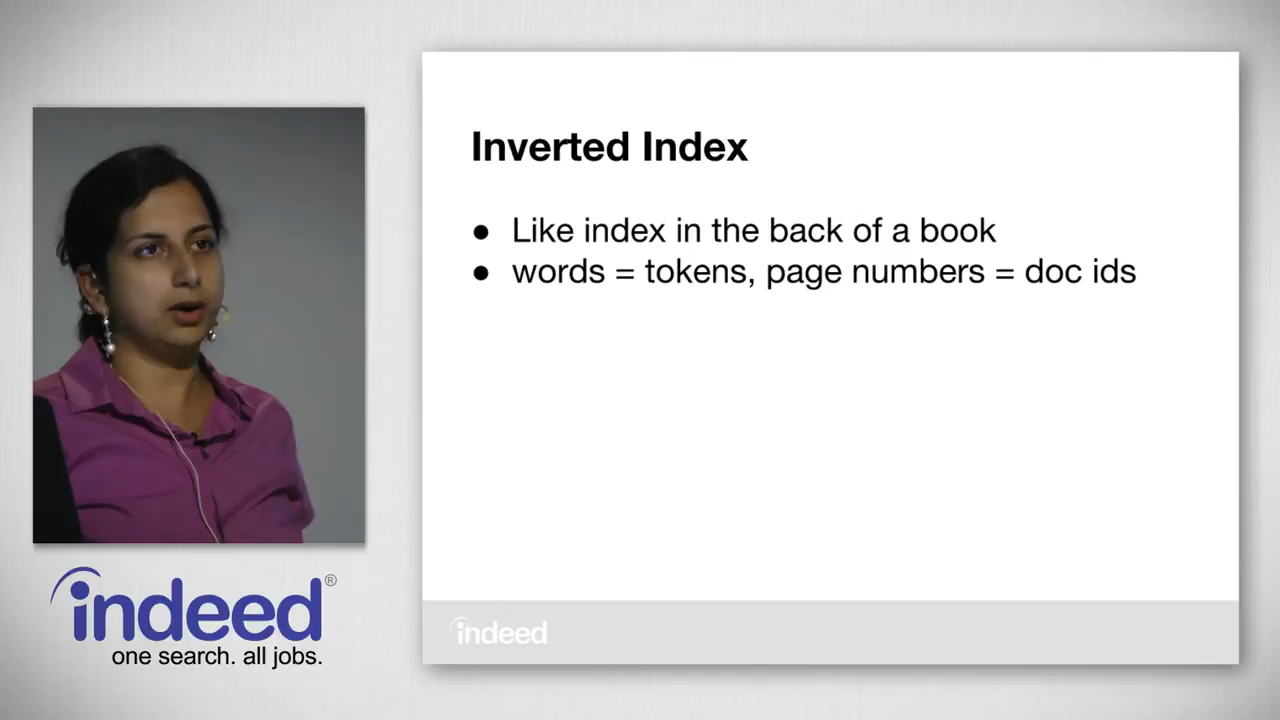 Inverted Index
● Like index in the back of a book
● words = tokens, page numbers = doc ids
indeed®
one search. all jobs.
indeed